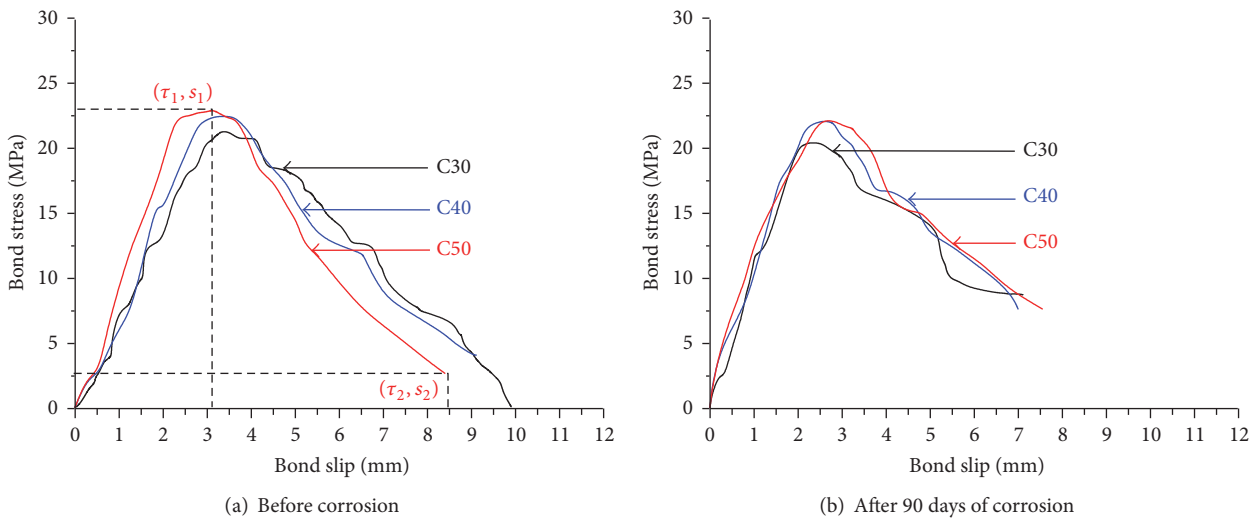 30
25
20
15
10
5
0
Bond stress (MPa)
(τ1, s1)
C30
C40
C50
(τ2, s2)
0 1 2 3 4 5 6 7 8 9 10 11 12
Bond slip (mm)
(a) Before corrosion
30
25
20
15
10
5
0
Bond stress (MPa)
C30
C40
C50
0 1 2 3 4 5 6 7 8 9 10 11 12
Bond slip (mm)
(b) After 90 days of corrosion